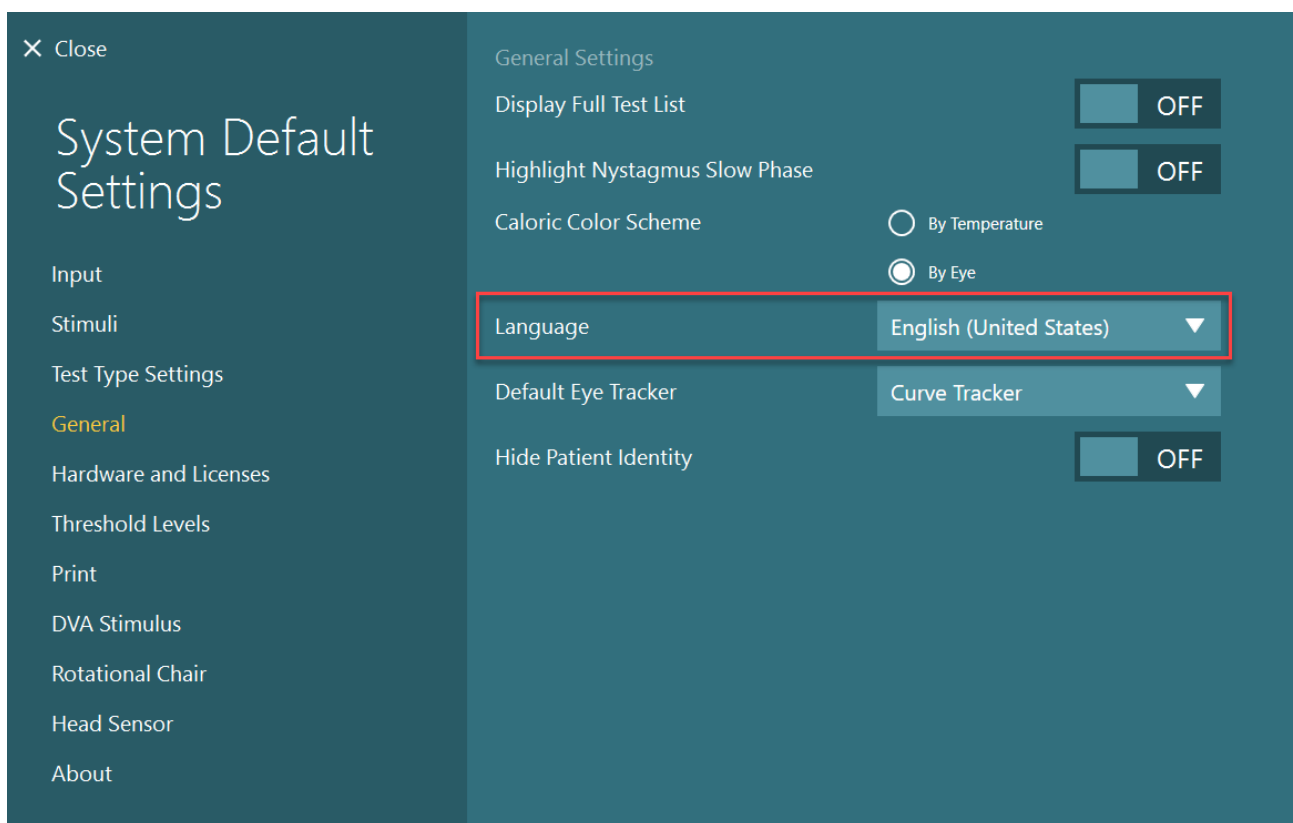 Close
System Default
Settings
Input
Stimuli
Test Type Settings
General
Hardware and Licenses
Threshold Levels
Print
DVA Stimulus
Rotational Chair
Head Sensor
About
General Settings
Display Full Test List OFF
Highlight Nystagmus Slow Phase OFF
Caloric Color Scheme By Temperature
By Eye
Language English (United States)
Default Eye Tracker Curve Tracker
Hide Patient Identity OFF